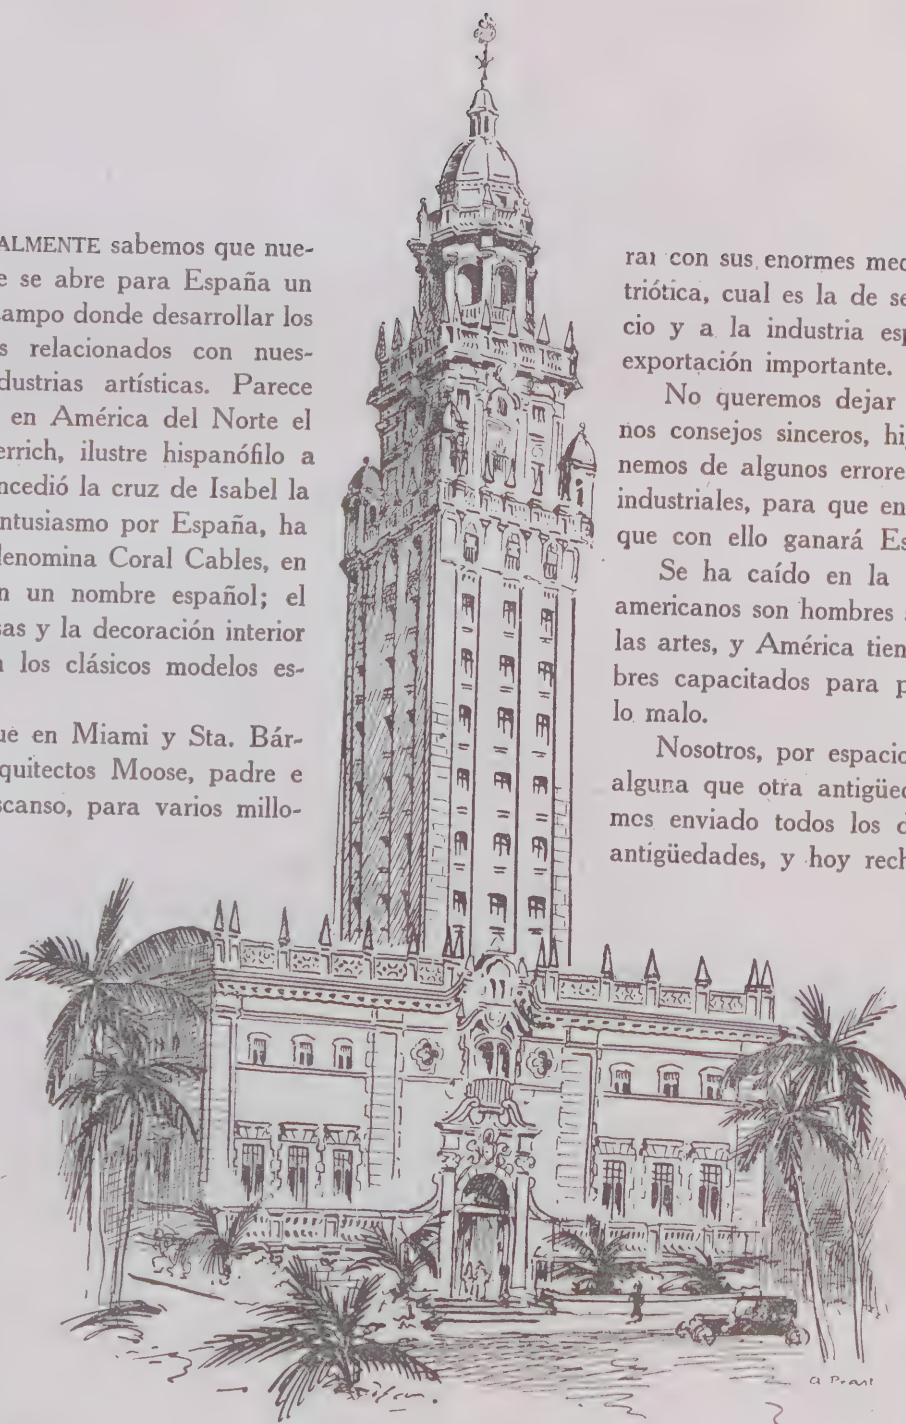 ALMENTE sabemos que nue-
e se abre para España un
campo donde desarrollar los
s relacionados con nues-
dustrias artísticas. Parece
en América del Norte el
errich, ilustre hispanófilo a
ncedió la cruz de Isabel la
entusiasmo por España, ha
denomina Coral Cables, en
n un nombre español; el
sas y la decoración interior
n los clásicos modelos es-
ue en Miami y Sta. Bár-
quitectos Moose, padre e
scanso, para varios millo-
rar con sus enormes med
triótica, cual es la de se
cio y a la industria esp
exportación importante.
No queremos dejar
nos consejos sinceros, hi
nemos de algunos errore
industriales, para que en
que con ello ganará Es
Se ha caído en la
americanos son hombres
las artes, y América tien
bres capacitados para p
lo malo.
Nosotros, por espacio
alguna que otra antigüed
mos enviado todos los d
antigüedades, y hoy rech